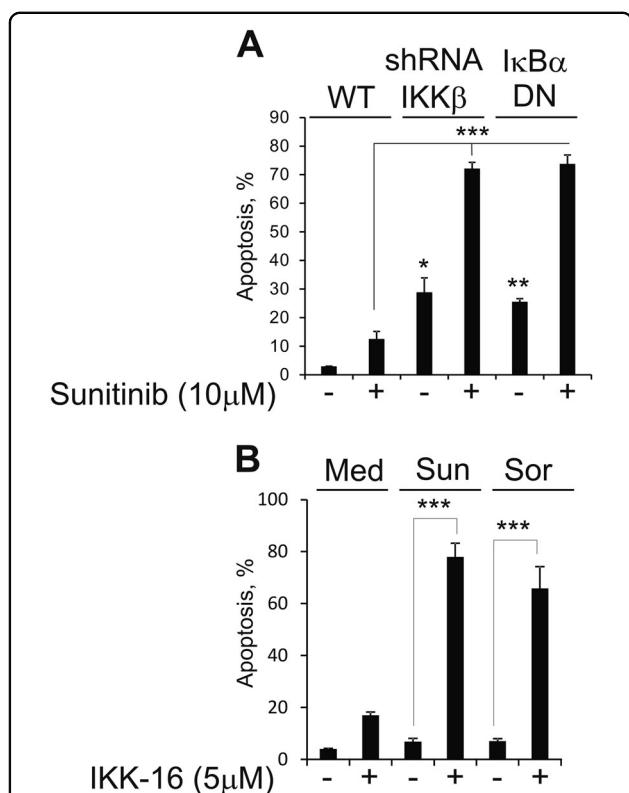 A
shRNA IκBα
WT IKKβ DN
90
80
70
60
50
40
30
20
10
0
Apoptosis, %
***
*
**
Sunitinib (10μM) - + - + - +
B
Med Sun Sor
100
80
60
40
20
0
Apoptosis, %
*** ***
IKK-16 (5μM) - + - + - +